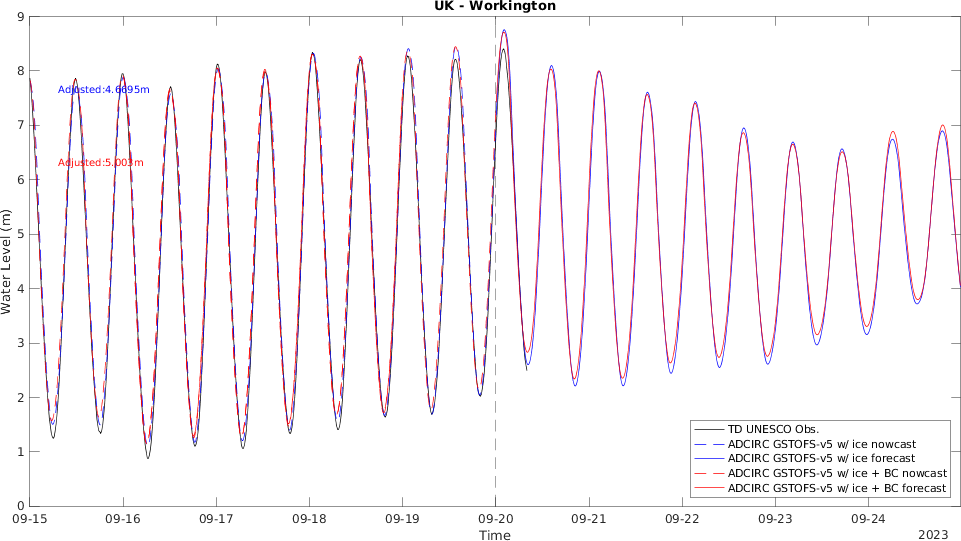 UK - Workington
9
8
7
6
5
4
3
2
1
0
Water Level (m)
Adjusted:4.6695m
Adjusted:5.003m
TD UNESCO Obs.
ADCIRC GSTOFS-v5 w/ ice nowcast
ADCIRC GSTOFS-v5 w/ ice forecast
ADCIRC GSTOFS-v5 w/ ice + BC nowcast
ADCIRC GSTOFS-v5 w/ ice + BC forecast
09-15 09-16 09-17 09-18 09-19 09-20 09-21 09-22 09-23 09-24
Time
2023